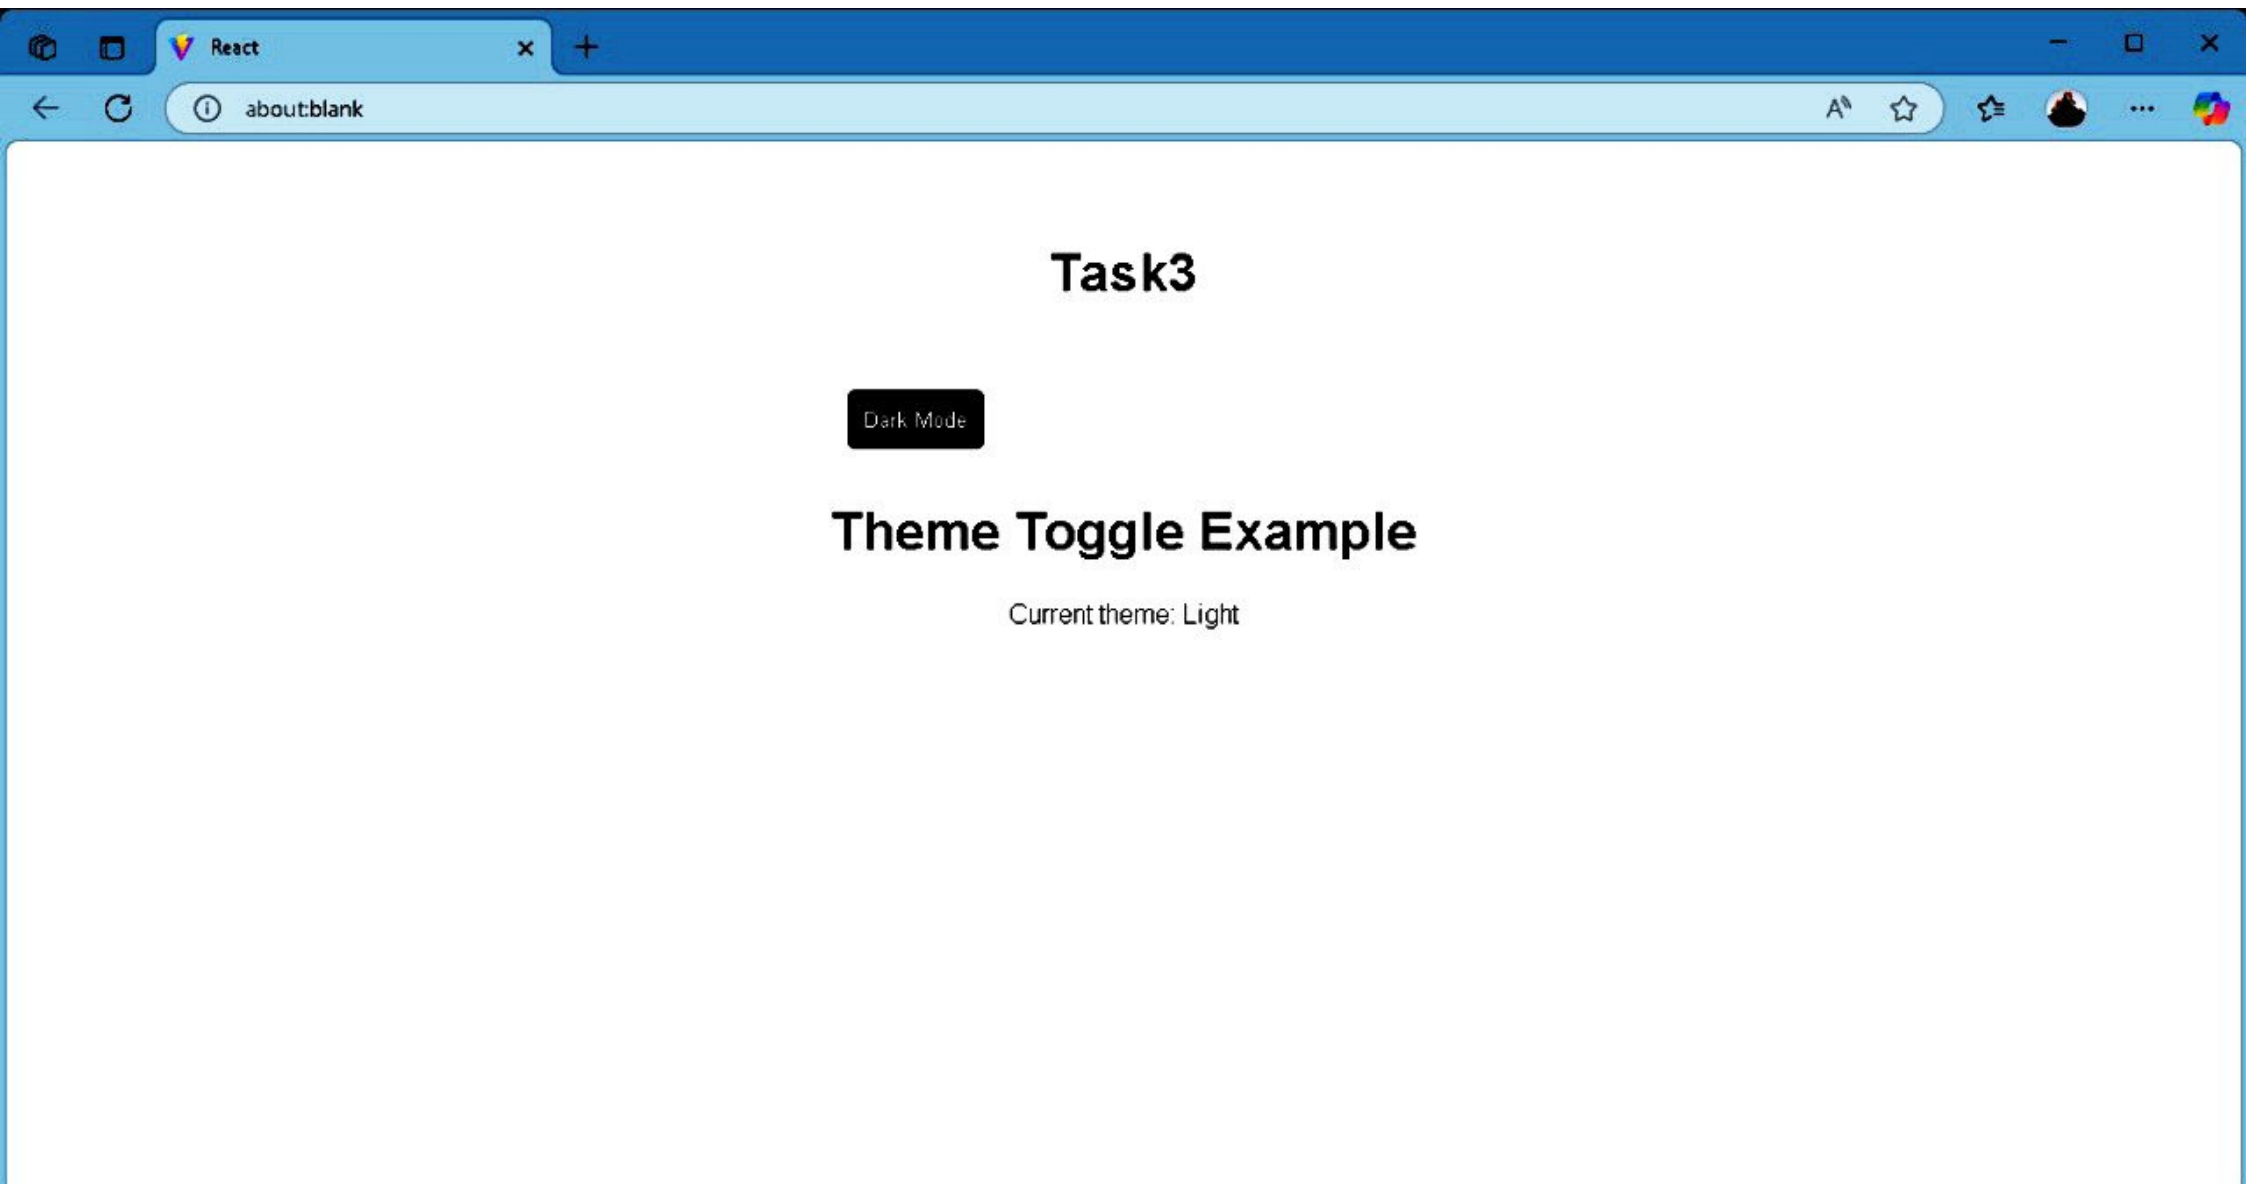 React
about:blank
Task3
Dark Mode
Theme Toggle Example
Current theme: Light